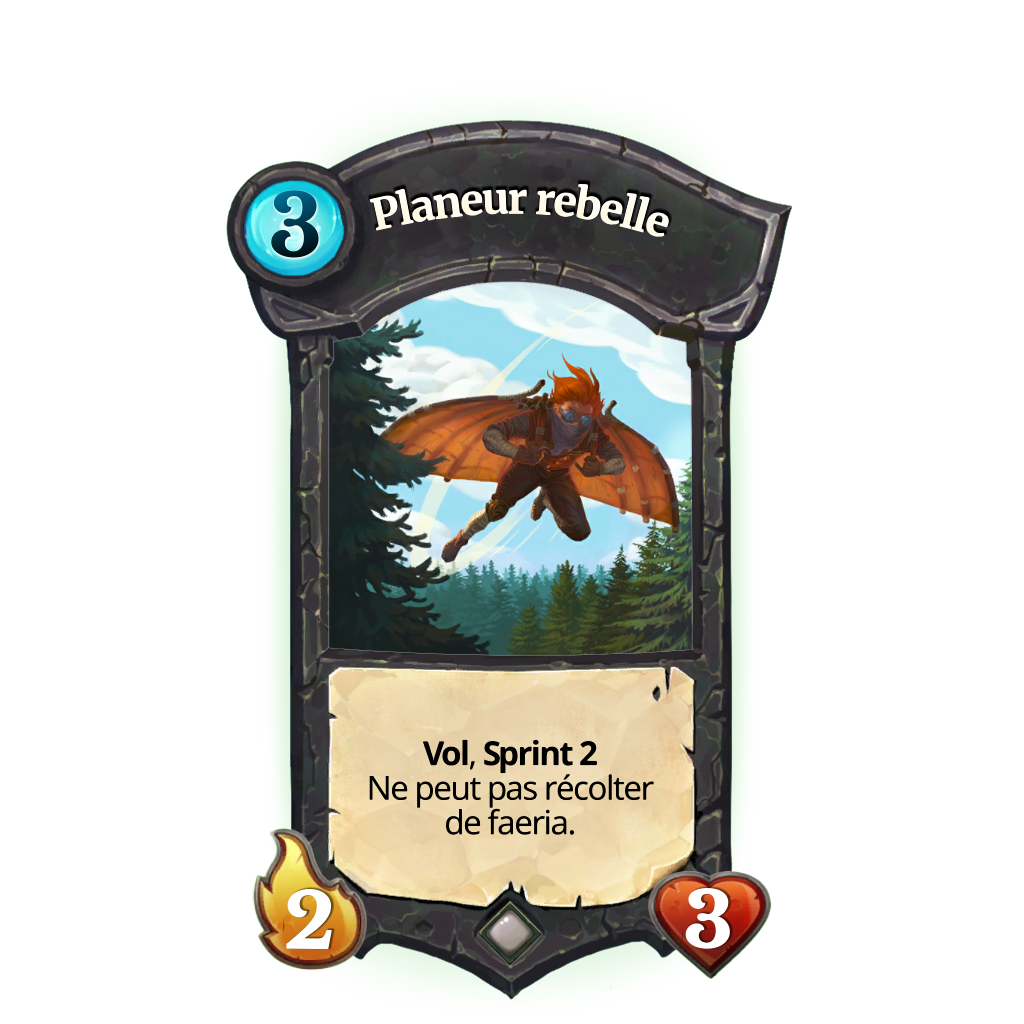 3
Planeur rebelle
Vol, Sprint 2
Ne peut pas récolter
de faeria.
2
3